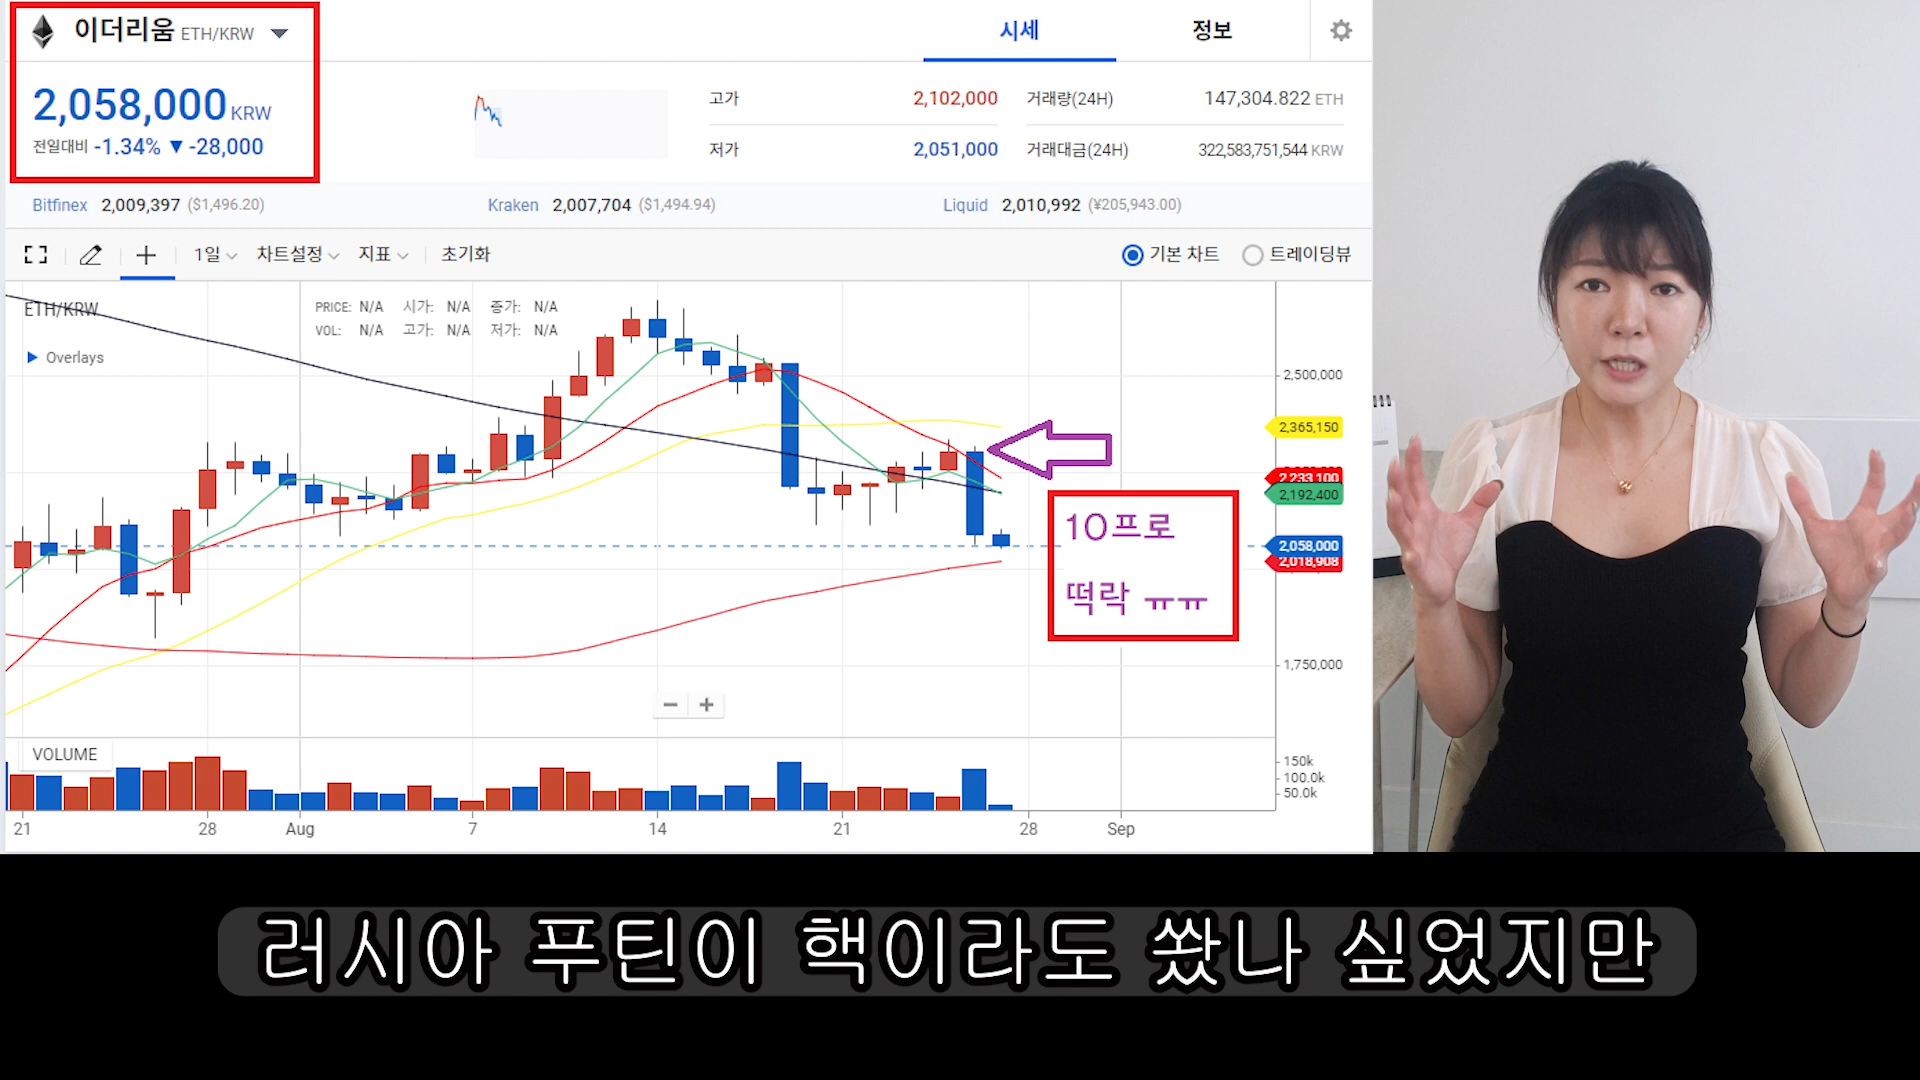 이더리움 ETH/KRW
시세
정보
2,058,000 KRW
전일대비 -1.34% ▼ -28,000
고가 2,102,000
거래량(24H) 147,304.822 ETH
저가 2,051,000
거래대금(24H) 322,583,751,544 KRW
Bitfinex 2,009,397 ($1,496.20)
Kraken 2,007,704 ($1,494.94)
Liquid 2,010,992 (¥205,943.00)
1일
차트설정
지표
초기화
기본 차트
트레이딩뷰
ETH/KRW
PRICE: N/A 시가: N/A 종가: N/A
VOL: N/A 고가: N/A 저가: N/A
Overlays
2,500,000
2,365,150
2,233,100
2,192,400
2,058,000
2,018,908
1,750,000
10프로
떡락 ㅠㅠ
VOLUME
150k
100.0k
50.0k
21 28 Aug 7 14 21 28 Sep
러시아 푸틴이 핵이라도 쐈나 싶었지만